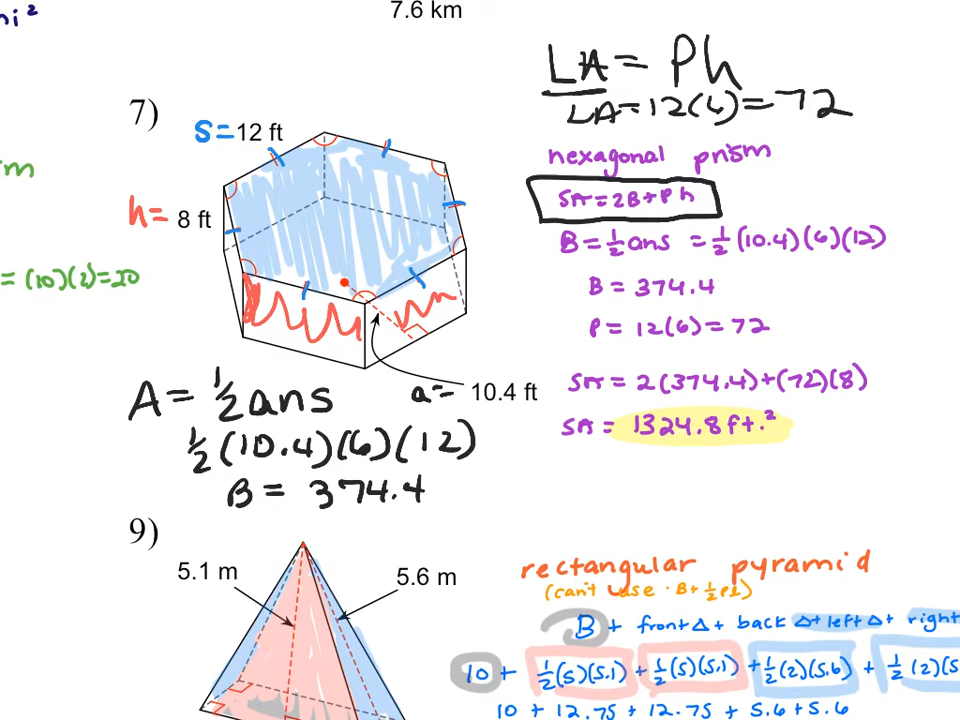 ni²
7.6 km
m
= (10)(2)=20
7)
S= 12 ft
h= 8 ft
a= 10.4 ft
A = ½ans
½(10.4)(6)(12)
B = 374.4
LA = Ph
LA=12(6)=72
hexagonal prism
SA=2B+Ph
B = ½ans = ½(10.4)(6)(12)
B = 374.4
P = 12(6) = 72
SA = 2(374.4)+(72)(8)
SA = 1324.8 ft.²
9)
5.1 m
5.6 m
rectangular pyramid
(can't use · B+½pl)
B + front Δ + back Δ + left Δ + right
10 + ½(5)(5.1) + ½(5)(5.1) + ½(2)(5.6) + ½(2)(5
10 + 12.75 + 12.75 + 5.6 + 5.6